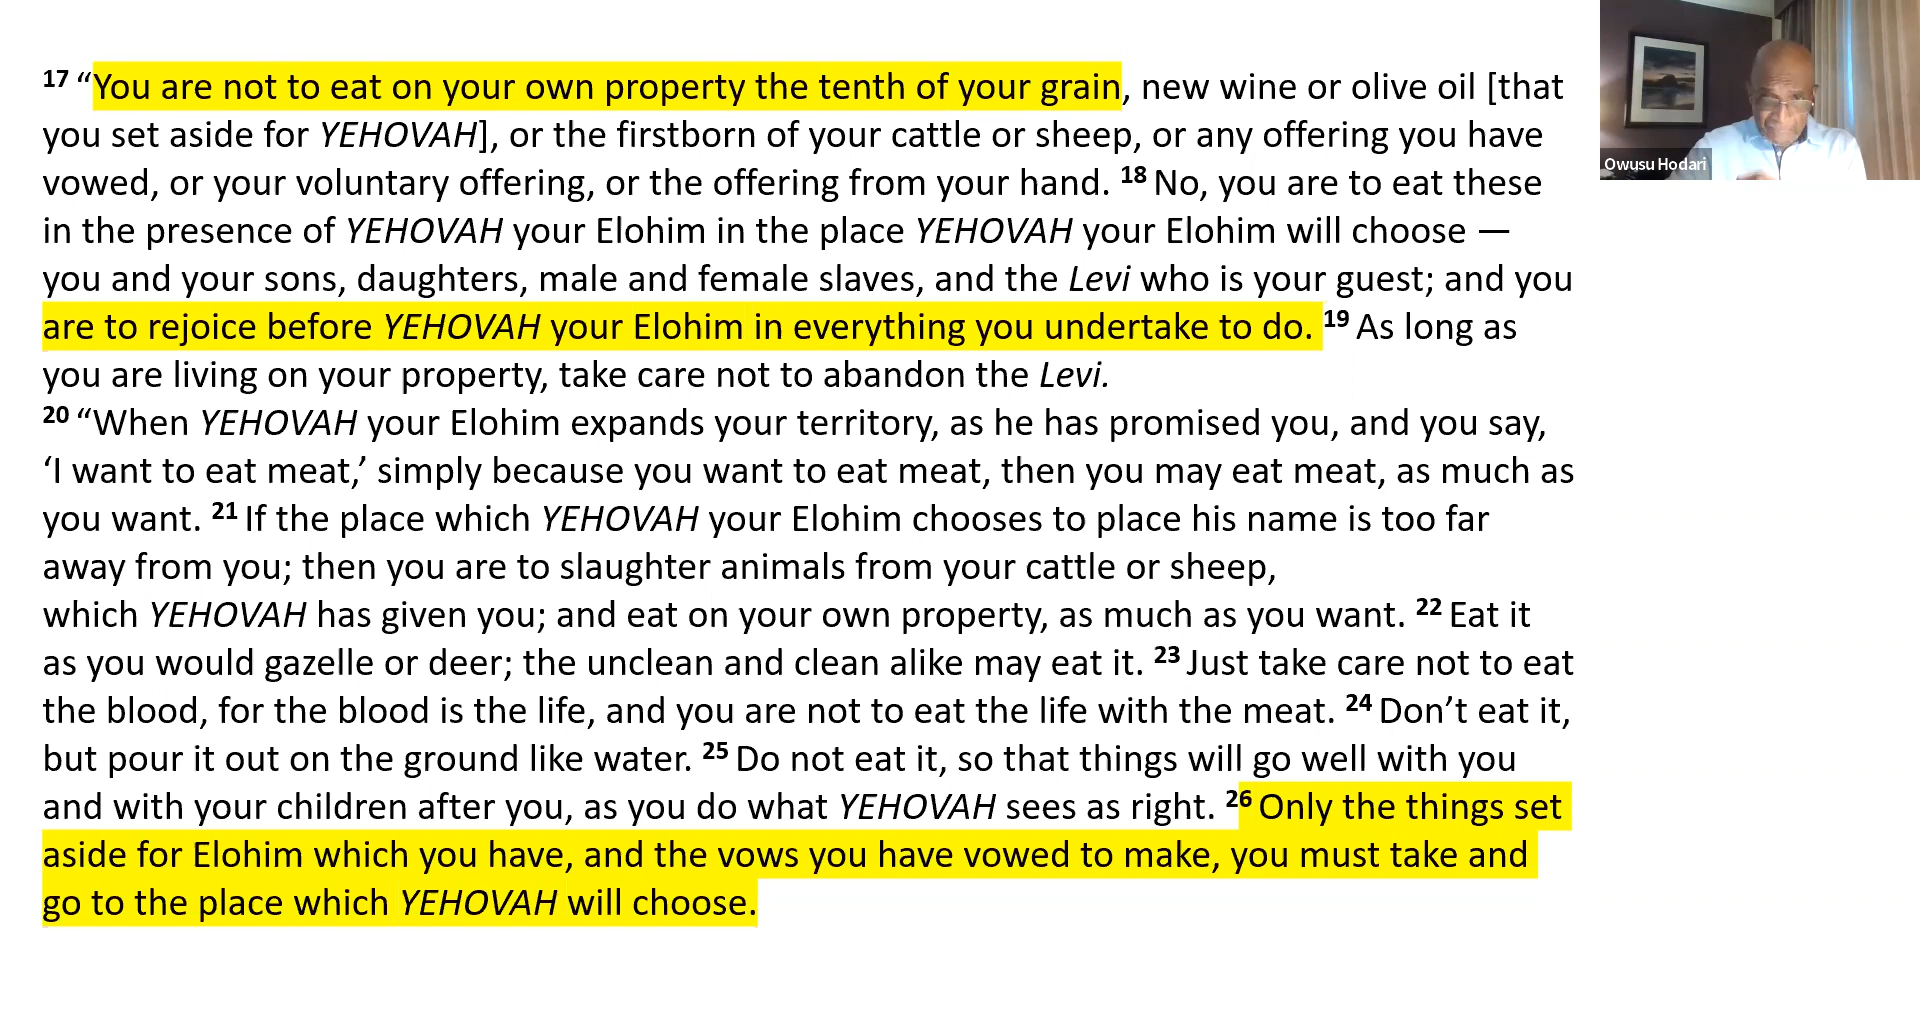 17 “You are not to eat on your own property the tenth of your grain, new wine or olive oil [that
you set aside for YEHOVAH], or the firstborn of your cattle or sheep, or any offering you have
vowed, or your voluntary offering, or the offering from your hand. 18 No, you are to eat these
in the presence of YEHOVAH your Elohim in the place YEHOVAH your Elohim will choose —
you and your sons, daughters, male and female slaves, and the Levi who is your guest; and you
are to rejoice before YEHOVAH your Elohim in everything you undertake to do. 19 As long as
you are living on your property, take care not to abandon the Levi.
20 “When YEHOVAH your Elohim expands your territory, as he has promised you, and you say,
‘I want to eat meat,’ simply because you want to eat meat, then you may eat meat, as much as
you want. 21 If the place which YEHOVAH your Elohim chooses to place his name is too far
away from you; then you are to slaughter animals from your cattle or sheep,
which YEHOVAH has given you; and eat on your own property, as much as you want. 22 Eat it
as you would gazelle or deer; the unclean and clean alike may eat it. 23 Just take care not to eat
the blood, for the blood is the life, and you are not to eat the life with the meat. 24 Don’t eat it,
but pour it out on the ground like water. 25 Do not eat it, so that things will go well with you
and with your children after you, as you do what YEHOVAH sees as right. 26 Only the things set
aside for Elohim which you have, and the vows you have vowed to make, you must take and
go to the place which YEHOVAH will choose.
Owusu Hodari